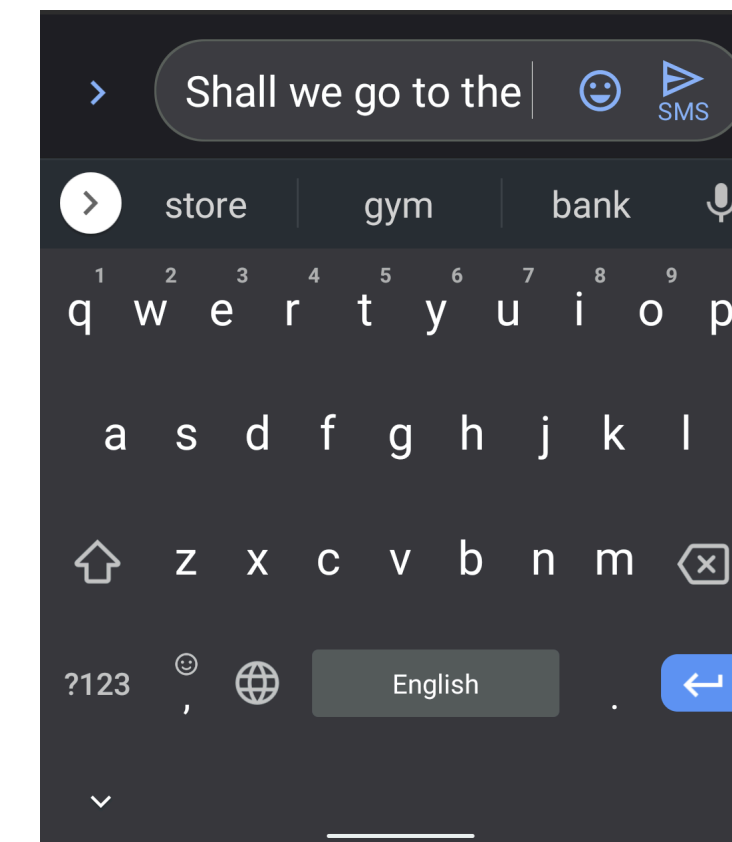 Shall we go to the
SMS
store gym bank
1 2 3 4 5 6 7 8 9
q w e r t y u i o p
a s d f g h j k l
z x c v b n m
?123 , English .